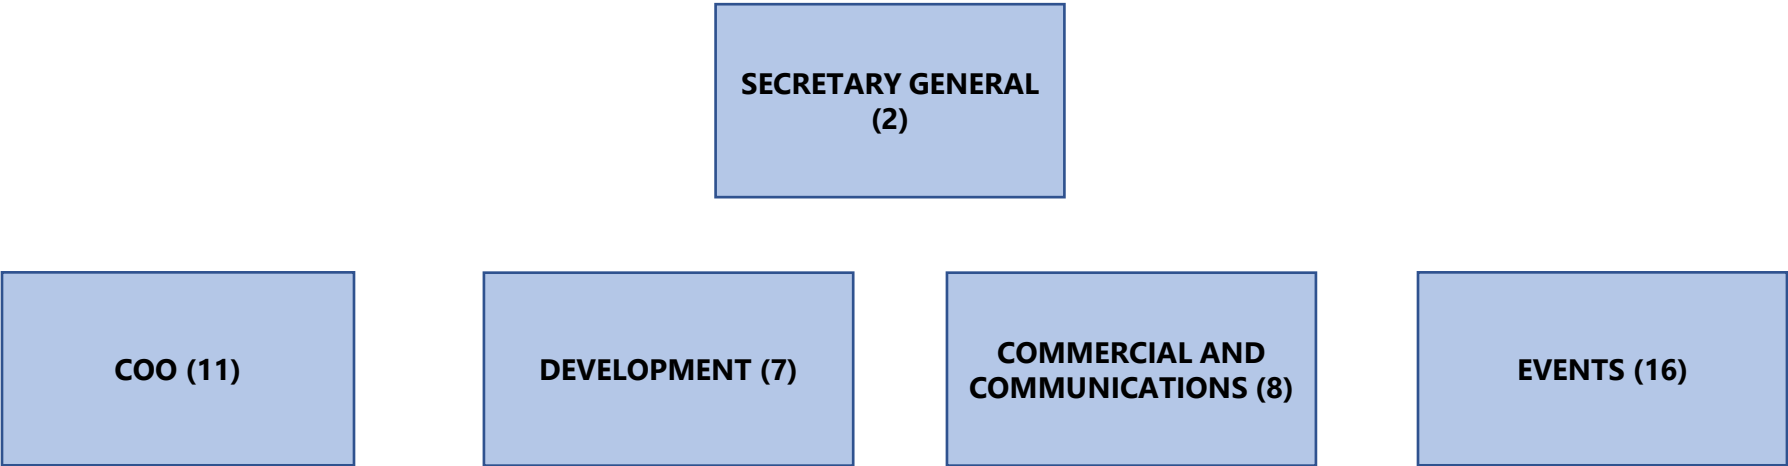 SECRETARY GENERAL
(2)
COO (11)
DEVELOPMENT (7)
COMMERCIAL AND
COMMUNICATIONS (8)
EVENTS (16)